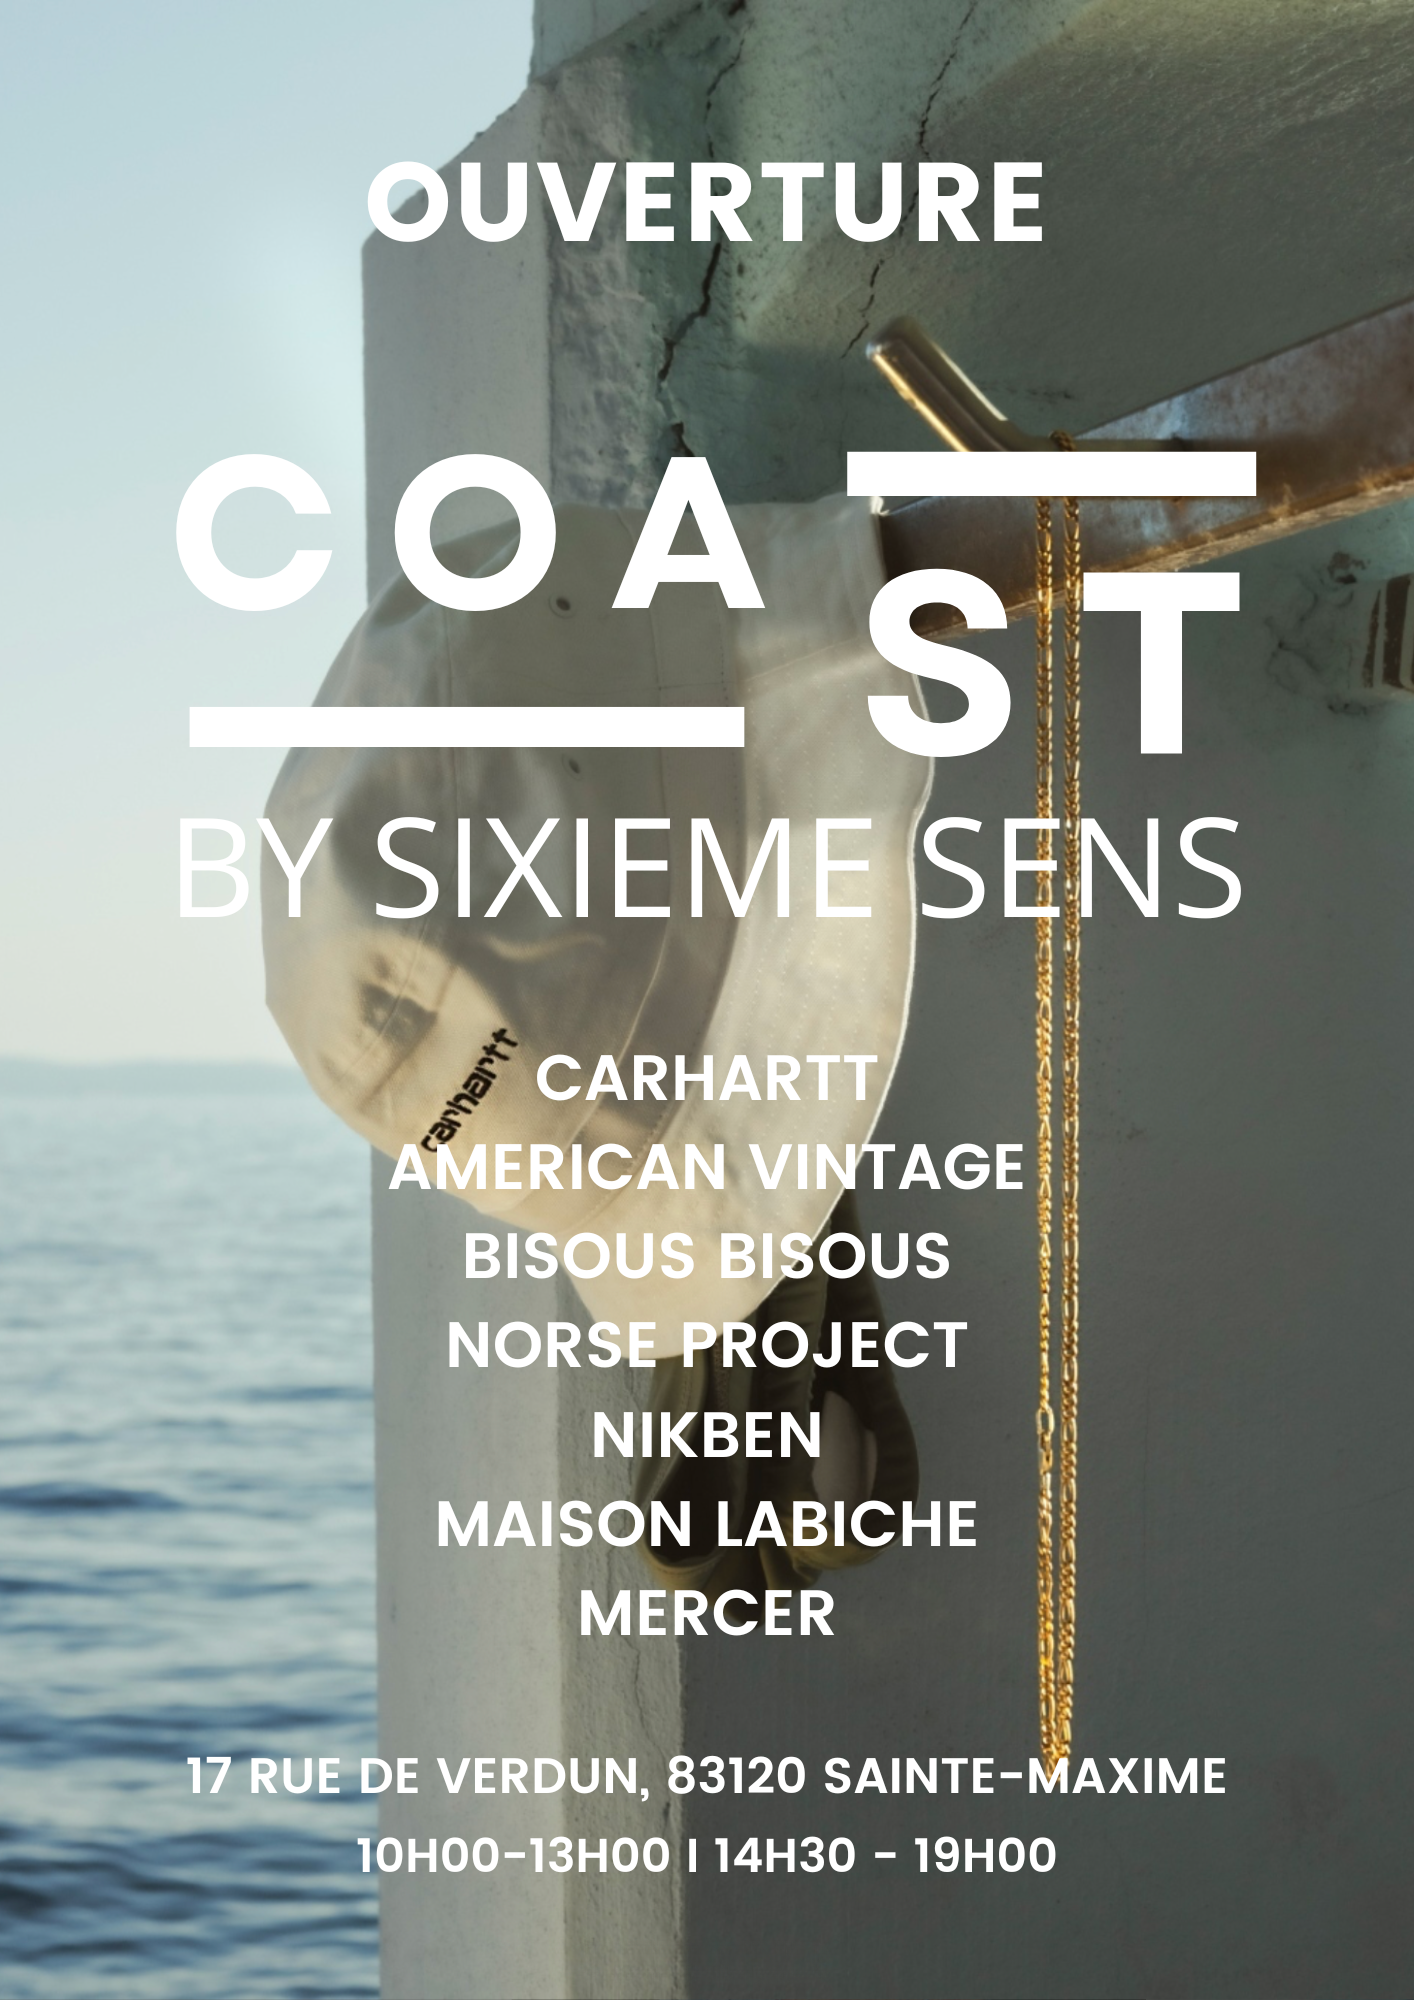 OUVERTURE
COA
ST
BY SIXIEME SENS
carhartt
CARHARTT
AMERICAN VINTAGE
BISOUS BISOUS
NORSE PROJECT
NIKBEN
MAISON LABICHE
MERCER
17 RUE DE VERDUN, 83120 SAINTE-MAXIME
10H00-13H00 I 14H30 - 19H00